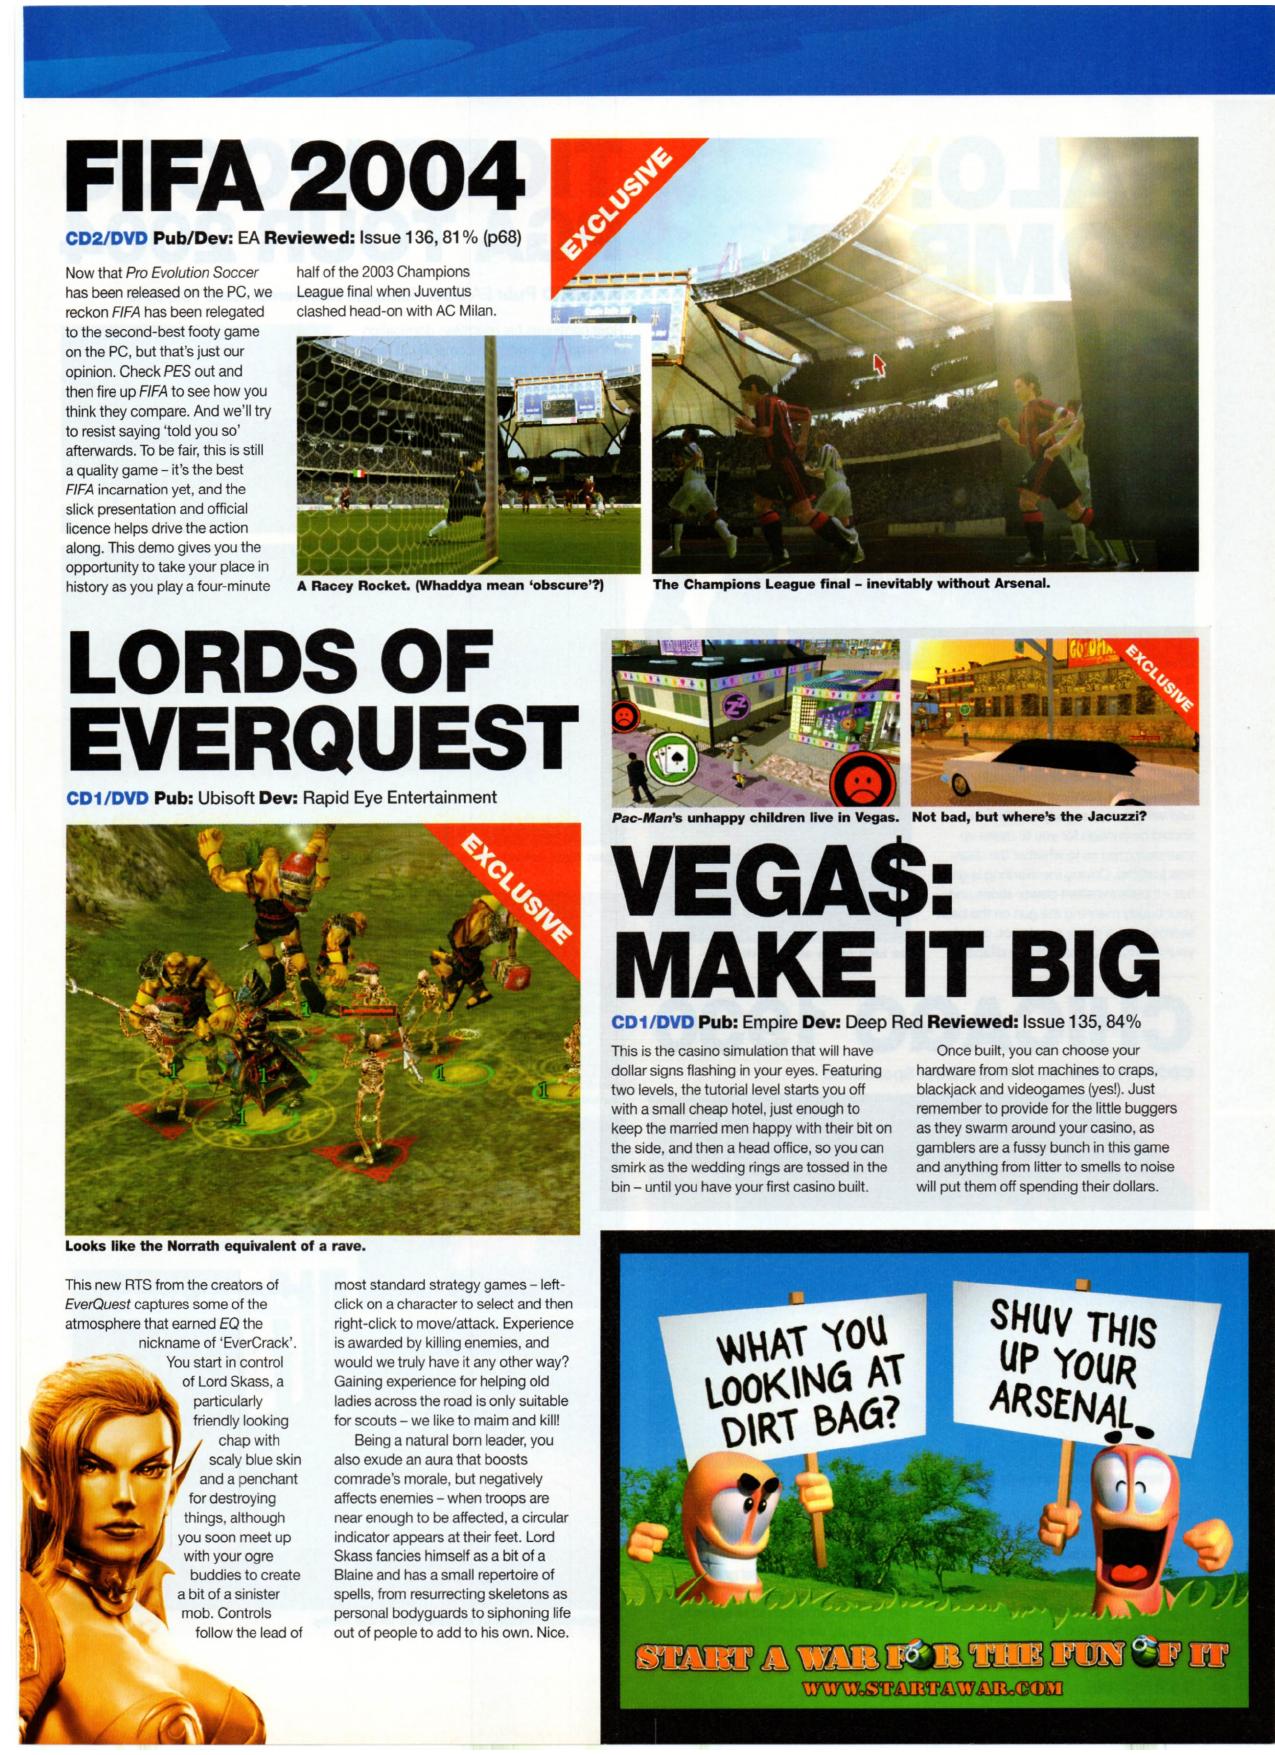 FIFA 2004
CD2/DVD Pub/Dev: EA Reviewed: Issue 136, 81% (p68)
Now that Pro Evolution Soccer
has been released on the PC, we
reckon FIFA has been relegated
to the second-best footy game
on the PC, but that's just our
opinion. Check PES out and
then fire up FIFA to see how you
think they compare. And we'll try
to resist saying 'told you so'
afterwards. To be fair, this is still
a quality game – it's the best
FIFA incarnation yet, and the
slick presentation and official
licence helps drive the action
along. This demo gives you the
opportunity to take your place in
history as you play a four-minute
half of the 2003 Champions
League final when Juventus
clashed head-on with AC Milan.
EXCLUSIVE
A Racey Rocket. (Whaddya mean 'obscure'?)
The Champions League final – inevitably without Arsenal.
LORDS OF
EVERQUEST
CD1/DVD Pub: Ubisoft Dev: Rapid Eye Entertainment
EXCLUSIVE
Looks like the Norrath equivalent of a rave.
This new RTS from the creators of
EverQuest captures some of the
atmosphere that earned EQ the
nickname of 'EverCrack'.
You start in control
of Lord Skass, a
particularly
friendly looking
chap with
scaly blue skin
and a penchant
for destroying
things, although
you soon meet up
with your ogre
buddies to create
a bit of a sinister
mob. Controls
follow the lead of
most standard strategy games – left-
click on a character to select and then
right-click to move/attack. Experience
is awarded by killing enemies, and
would we truly have it any other way?
Gaining experience for helping old
ladies across the road is only suitable
for scouts – we like to maim and kill!
Being a natural born leader, you
also exude an aura that boosts
comrade's morale, but negatively
affects enemies – when troops are
near enough to be affected, a circular
indicator appears at their feet. Lord
Skass fancies himself as a bit of a
Blaine and has a small repertoire of
spells, from resurrecting skeletons as
personal bodyguards to siphoning life
out of people to add to his own. Nice.
EXCLUSIVE
Pac-Man's unhappy children live in Vegas.
Not bad, but where's the Jacuzzi?
VEGA$:
MAKE IT BIG
CD1/DVD Pub: Empire Dev: Deep Red Reviewed: Issue 135, 84%
This is the casino simulation that will have
dollar signs flashing in your eyes. Featuring
two levels, the tutorial level starts you off
with a small cheap hotel, just enough to
keep the married men happy with their bit on
the side, and then a head office, so you can
smirk as the wedding rings are tossed in the
bin – until you have your first casino built.
Once built, you can choose your
hardware from slot machines to craps,
blackjack and videogames (yes!). Just
remember to provide for the little buggers
as they swarm around your casino, as
gamblers are a fussy bunch in this game
and anything from litter to smells to noise
will put them off spending their dollars.
WHAT YOU
LOOKING AT
DIRT BAG?
SHUV THIS
UP YOUR
ARSENAL
START A WAR FOR THE FUN OF IT
WWW.STARTAWAR.COM